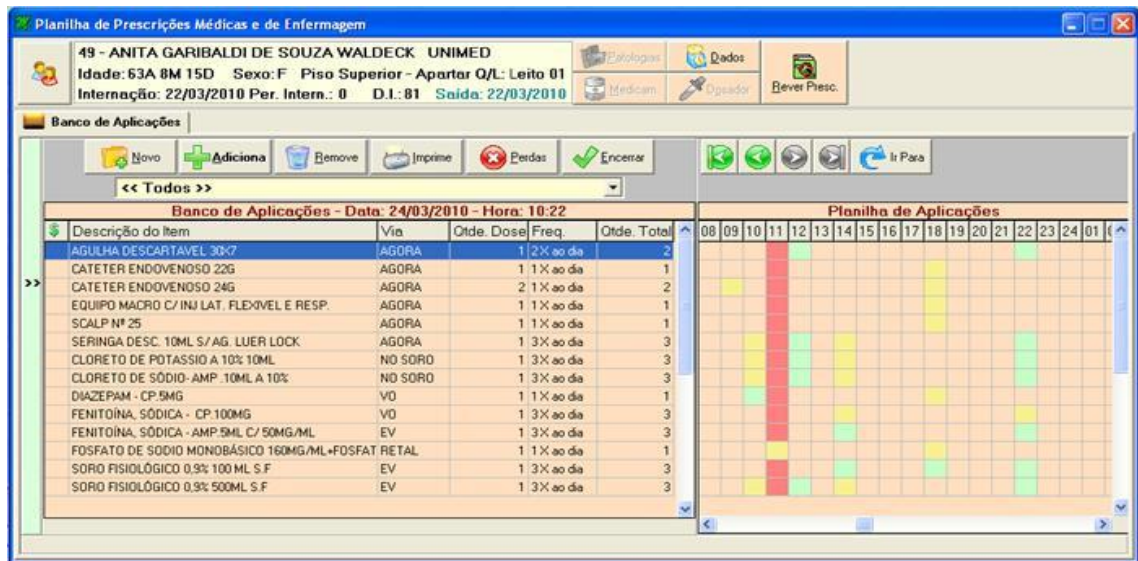 Planilha de Prescrições Médicas e de Enfermagem
49 - ANITA GARIBALDI DE SOUZA WALDECK UNIMED
Idade: 63A 8M 15D Sexo: F Piso Superior - Apartar Q/L: Leito 01
Internação: 22/03/2010 Per. Intern.: 0 D.I.: 81 Saída: 22/03/2010
Patologias
Medicam
Dados
Opsador
Rever Presc.
Banco de Aplicações
Novo Adiciona Remove Imprime Perdas Encerrar Ir Para
<< Todos >>
Banco de Aplicações - Data: 24/03/2010 - Hora: 10:22 Planilha de Aplicações
$ Descrição do Item Via Qtde. Dose Freq. Qtde. Total 08 09 10 11 12 13 14 15 16 17 18 19 20 21 22 23 24 01
AGULHA DESCARTAVEL 30X7 AGORA 1 2X ao dia 2
CATETER ENDOVENOSO 22G AGORA 1 1X ao dia 1
CATETER ENDOVENOSO 24G AGORA 2 1X ao dia 2
EQUIPO MACRO C/ INJ LAT. FLEXIVEL E RESP. AGORA 1 1X ao dia 1
SCALP Nº 25 AGORA 1 1X ao dia 1
SERINGA DESC. 10ML S/ AG. LUER LOCK AGORA 1 3X ao dia 3
CLORETO DE POTASSIO A 10% 10ML NO SORO 1 3X ao dia 3
CLORETO DE SÓDIO- AMP .10ML A 10% NO SORO 1 3X ao dia 3
DIAZEPAM - CP.5MG VO 1 1X ao dia 1
FENITOÍNA, SÓDICA - CP.100MG VO 1 3X ao dia 3
FENITOÍNA, SÓDICA - AMP.5ML C/ 50MG/ML EV 1 3X ao dia 3
FOSFATO DE SODIO MONOBÁSICO 160MG/ML+FOSFAT RETAL 1 1X ao dia 1
SORO FISIOLÓGICO 0,9% 100 ML S.F EV 1 3X ao dia 3
SORO FISIOLÓGICO 0,9% 500ML S.F EV 1 3X ao dia 3
>>